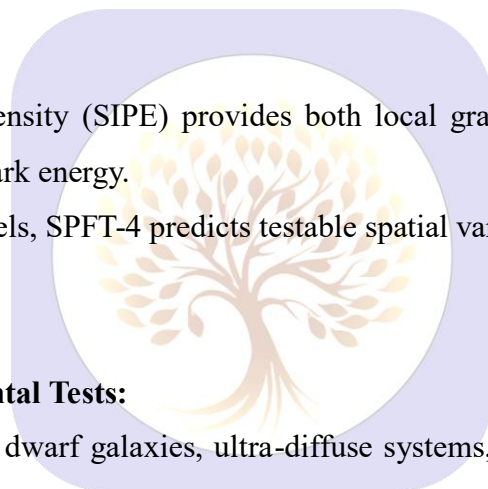 ensity (SIPE) provides both local gra
ark energy.
els, SPFT-4 predicts testable spatial var
ntal Tests:
dwarf galaxies, ultra-diffuse systems,